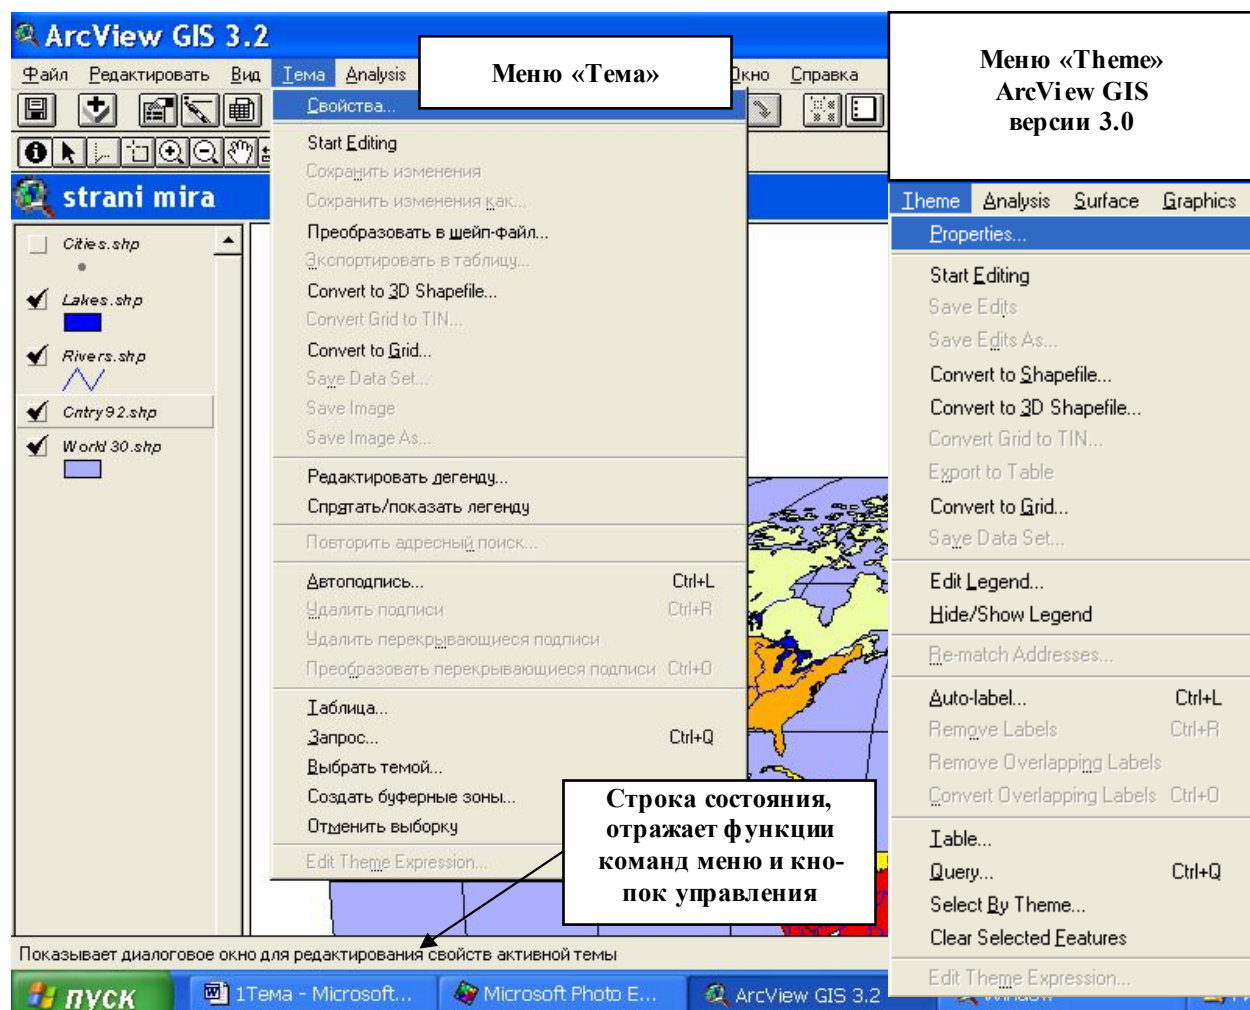 ArcView GIS 3.2
Файл Редактировать Вид Тема Analysis Окно Справка
Меню «Тема»
Меню «Theme»
ArcView GIS
версии 3.0
strani mira
Cities.shp
Lakes.shp
Rivers.shp
Cntry92.shp
World 30.shp
Свойства...
Start Editing
Сохранить изменения
Сохранить изменения как...
Преобразовать в шейп-файл...
Экспортировать в таблицу...
Convert to 3D Shapefile...
Convert Grid to TIN...
Convert to Grid...
Save Data Set...
Save Image
Save Image As...
Редактировать легенду...
Спрятать/показать легенду
Повторить адресный поиск...
Автоподпись... Ctrl+L
Удалить подписи Ctrl+R
Удалить перекрывающиеся подписи
Преобразовать перекрывающиеся подписи Ctrl+O
Таблица...
Запрос... Ctrl+Q
Выбрать темой...
Создать буферные зоны...
Отменить выборку
Edit Theme Expression...
Строка состояния,
отражает функции
команд меню и кно-
пок управления
Theme Analysis Surface Graphics
Properties...
Start Editing
Save Edits
Save Edits As...
Convert to Shapefile...
Convert to 3D Shapefile...
Convert Grid to TIN...
Export to Table
Convert to Grid...
Save Data Set...
Edit Legend...
Hide/Show Legend
Re-match Addresses...
Auto-label... Ctrl+L
Remove Labels Ctrl+R
Remove Overlapping Labels
Convert Overlapping Labels Ctrl+O
Table...
Query... Ctrl+Q
Select By Theme...
Clear Selected Features
Edit Theme Expression...
Показывает диалоговое окно для редактирования свойств активной темы
пуск 1Тема - Microsoft... Microsoft Photo E... ArcView GIS 3.2